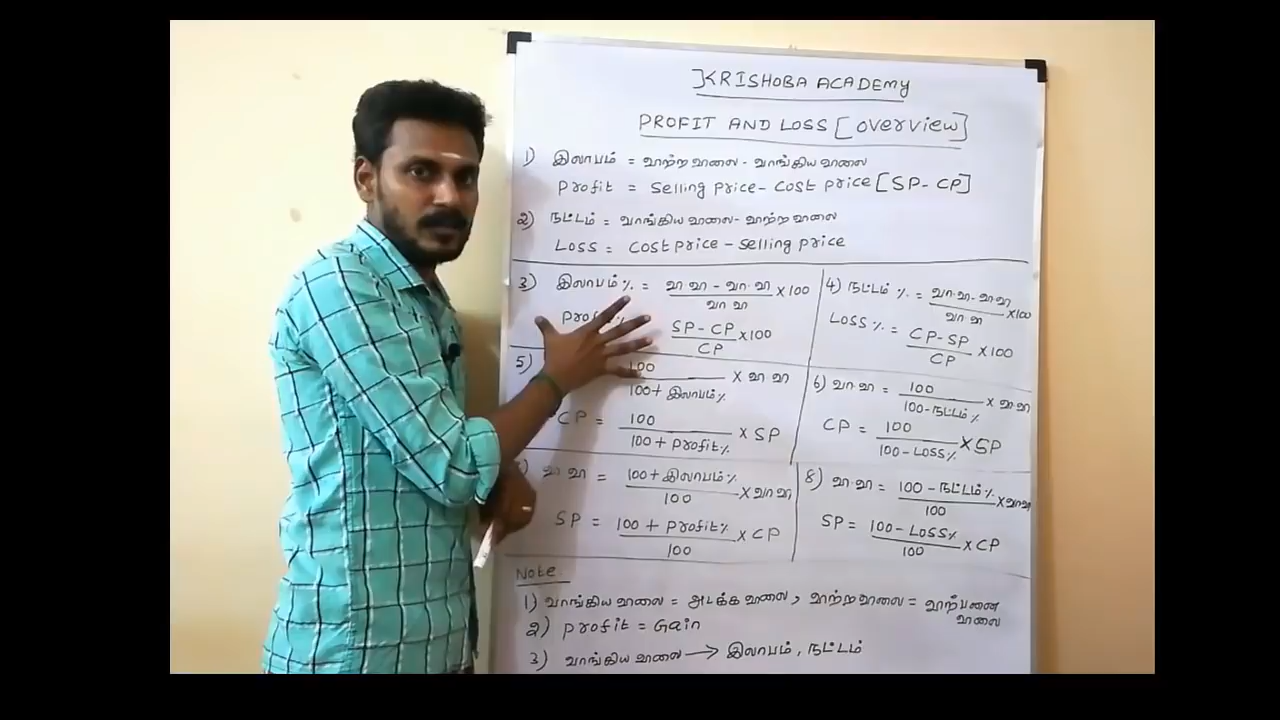 KRISHOBA ACADEMY
PROFIT AND LOSS [overview]
1) இலாபம் = விற்ற விலை - வாங்கிய விலை
Profit = Selling Price - Cost Price [SP - CP]
2) நட்டம் = வாங்கிய விலை - விற்ற விலை
Loss = Cost price - Selling price
3) இலாபம்% = வி.வி - வா.வி / வா வி × 100
SP - CP / CP × 100
4) நட்டம் % = வா.வி - வி.வி / வா.வி × 100
Loss% = CP - SP / CP × 100
5) 100 / 100 + இலாபம்% × வி வி
CP = 100 / 100 + Profit% × SP
6) வா.வி = 100 / 100 - நட்டம்% × வி.வி
CP = 100 / 100 - Loss% × SP
வி வி = 100 + இலாபம்% / 100 × வா வி
SP = 100 + Profit% / 100 × CP
8) வி.வி = 100 - நட்டம்% / 100 × வா வி
SP = 100 - Loss% / 100 × CP
Note:
1) வாங்கிய விலை = அடக்க விலை, விற்ற விலை = விற்பனை விலை
2) Profit = Gain
3) வாங்கிய விலை → இலாபம், நட்டம்